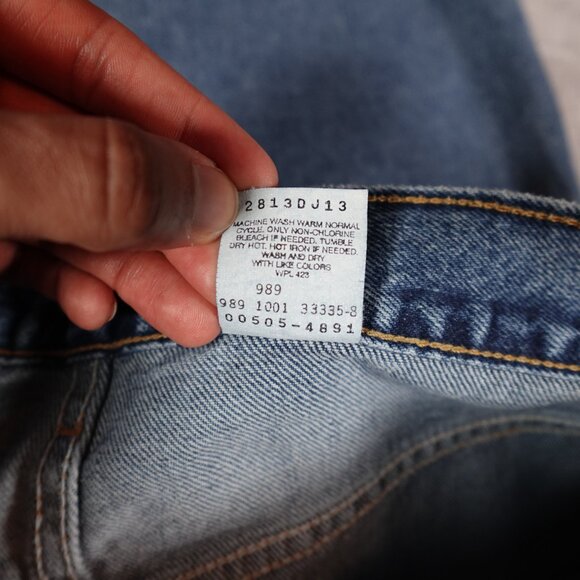 2813DJ13
MACHINE WASH WARM NORMAL
CYCLE. ONLY NON-CHLORINE
BLEACH IF NEEDED. TUMBLE
DRY HOT. HOT IRON IF NEEDED.
WASH AND DRY
WITH LIKE COLORS
WPL 423
989
989 1001 33335-8
00505-4891